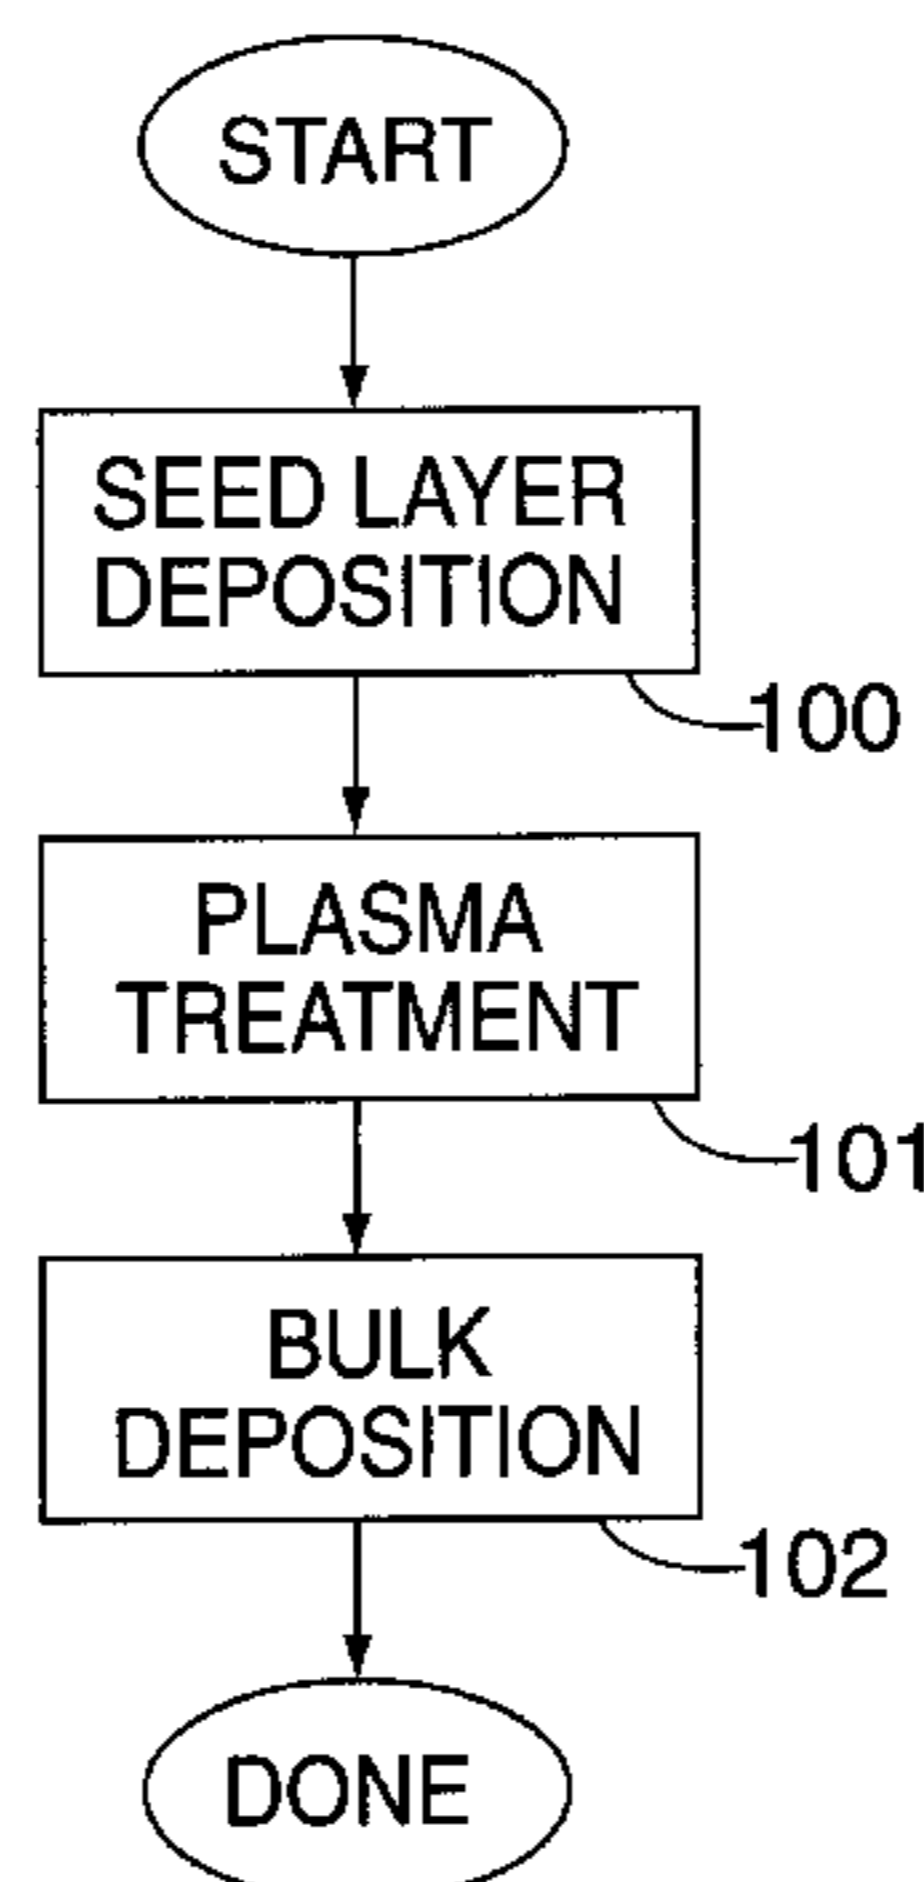 START
SEED LAYER
DEPOSITION
100
PLASMA
TREATMENT
101
BULK
DEPOSITION
102
DONE